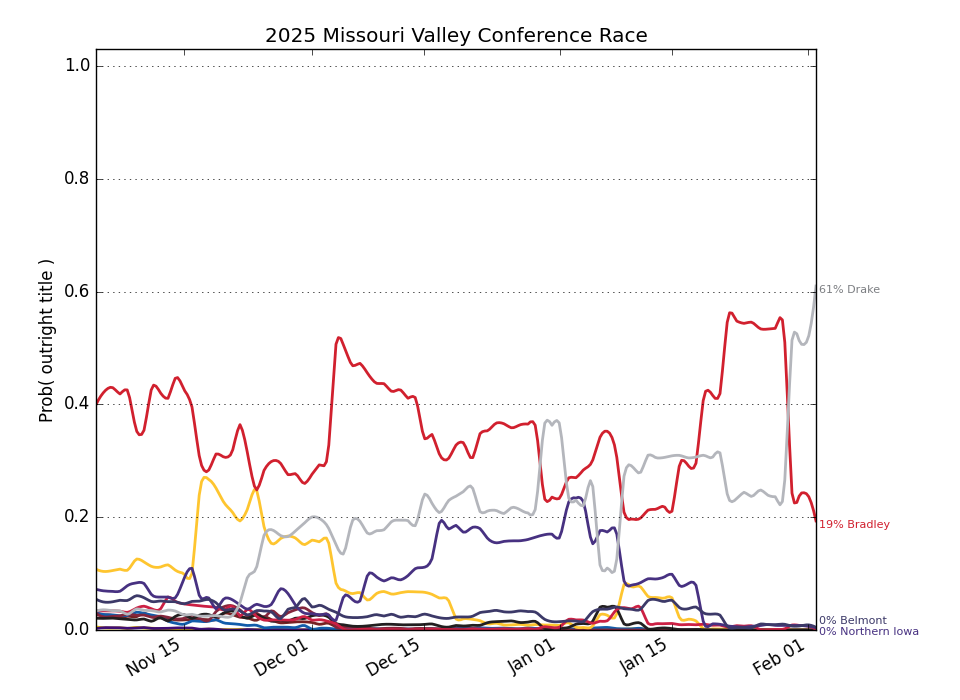 2025 Missouri Valley Conference Race
1.0
0.8
0.6
0.4
0.2
0.0
Prob( outright title )
61% Drake
19% Bradley
0% Belmont
0% Northern Iowa
Nov 15
Dec 01
Dec 15
Jan 01
Jan 15
Feb 01